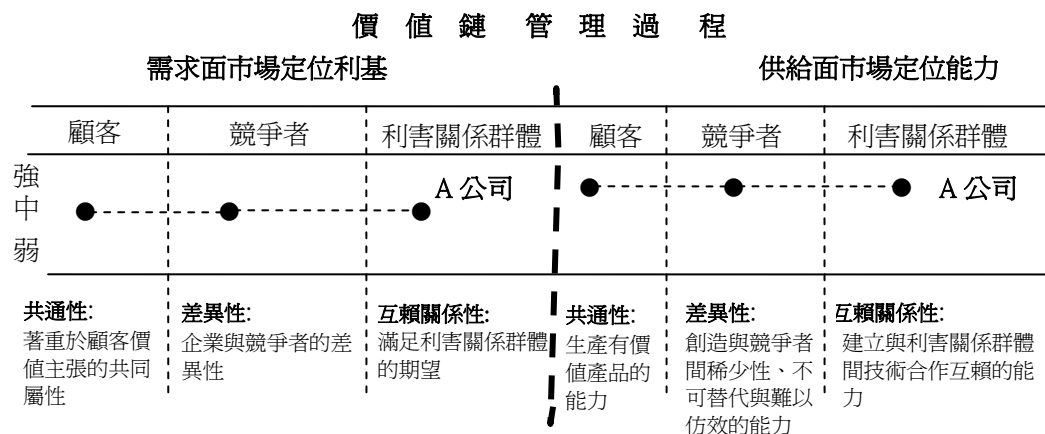 價 值 鏈 管 理 過 程
需求面市場定位利基
供給面市場定位能力
顧客
競爭者
利害關係群體
顧客
競爭者
利害關係群體
強
中
弱
A 公司
A 公司
共通性:
著重於顧客價
值主張的共同
屬性
差異性:
企業與競爭者的差
異性
互賴關係性:
滿足利害關係群體
的期望
共通性:
生產有價
值產品的
能力
差異性:
創造與競爭者
間稀少性、不
可替代與難以
仿效的能力
互賴關係性:
建立與利害關係群體
間技術合作互賴的能
力